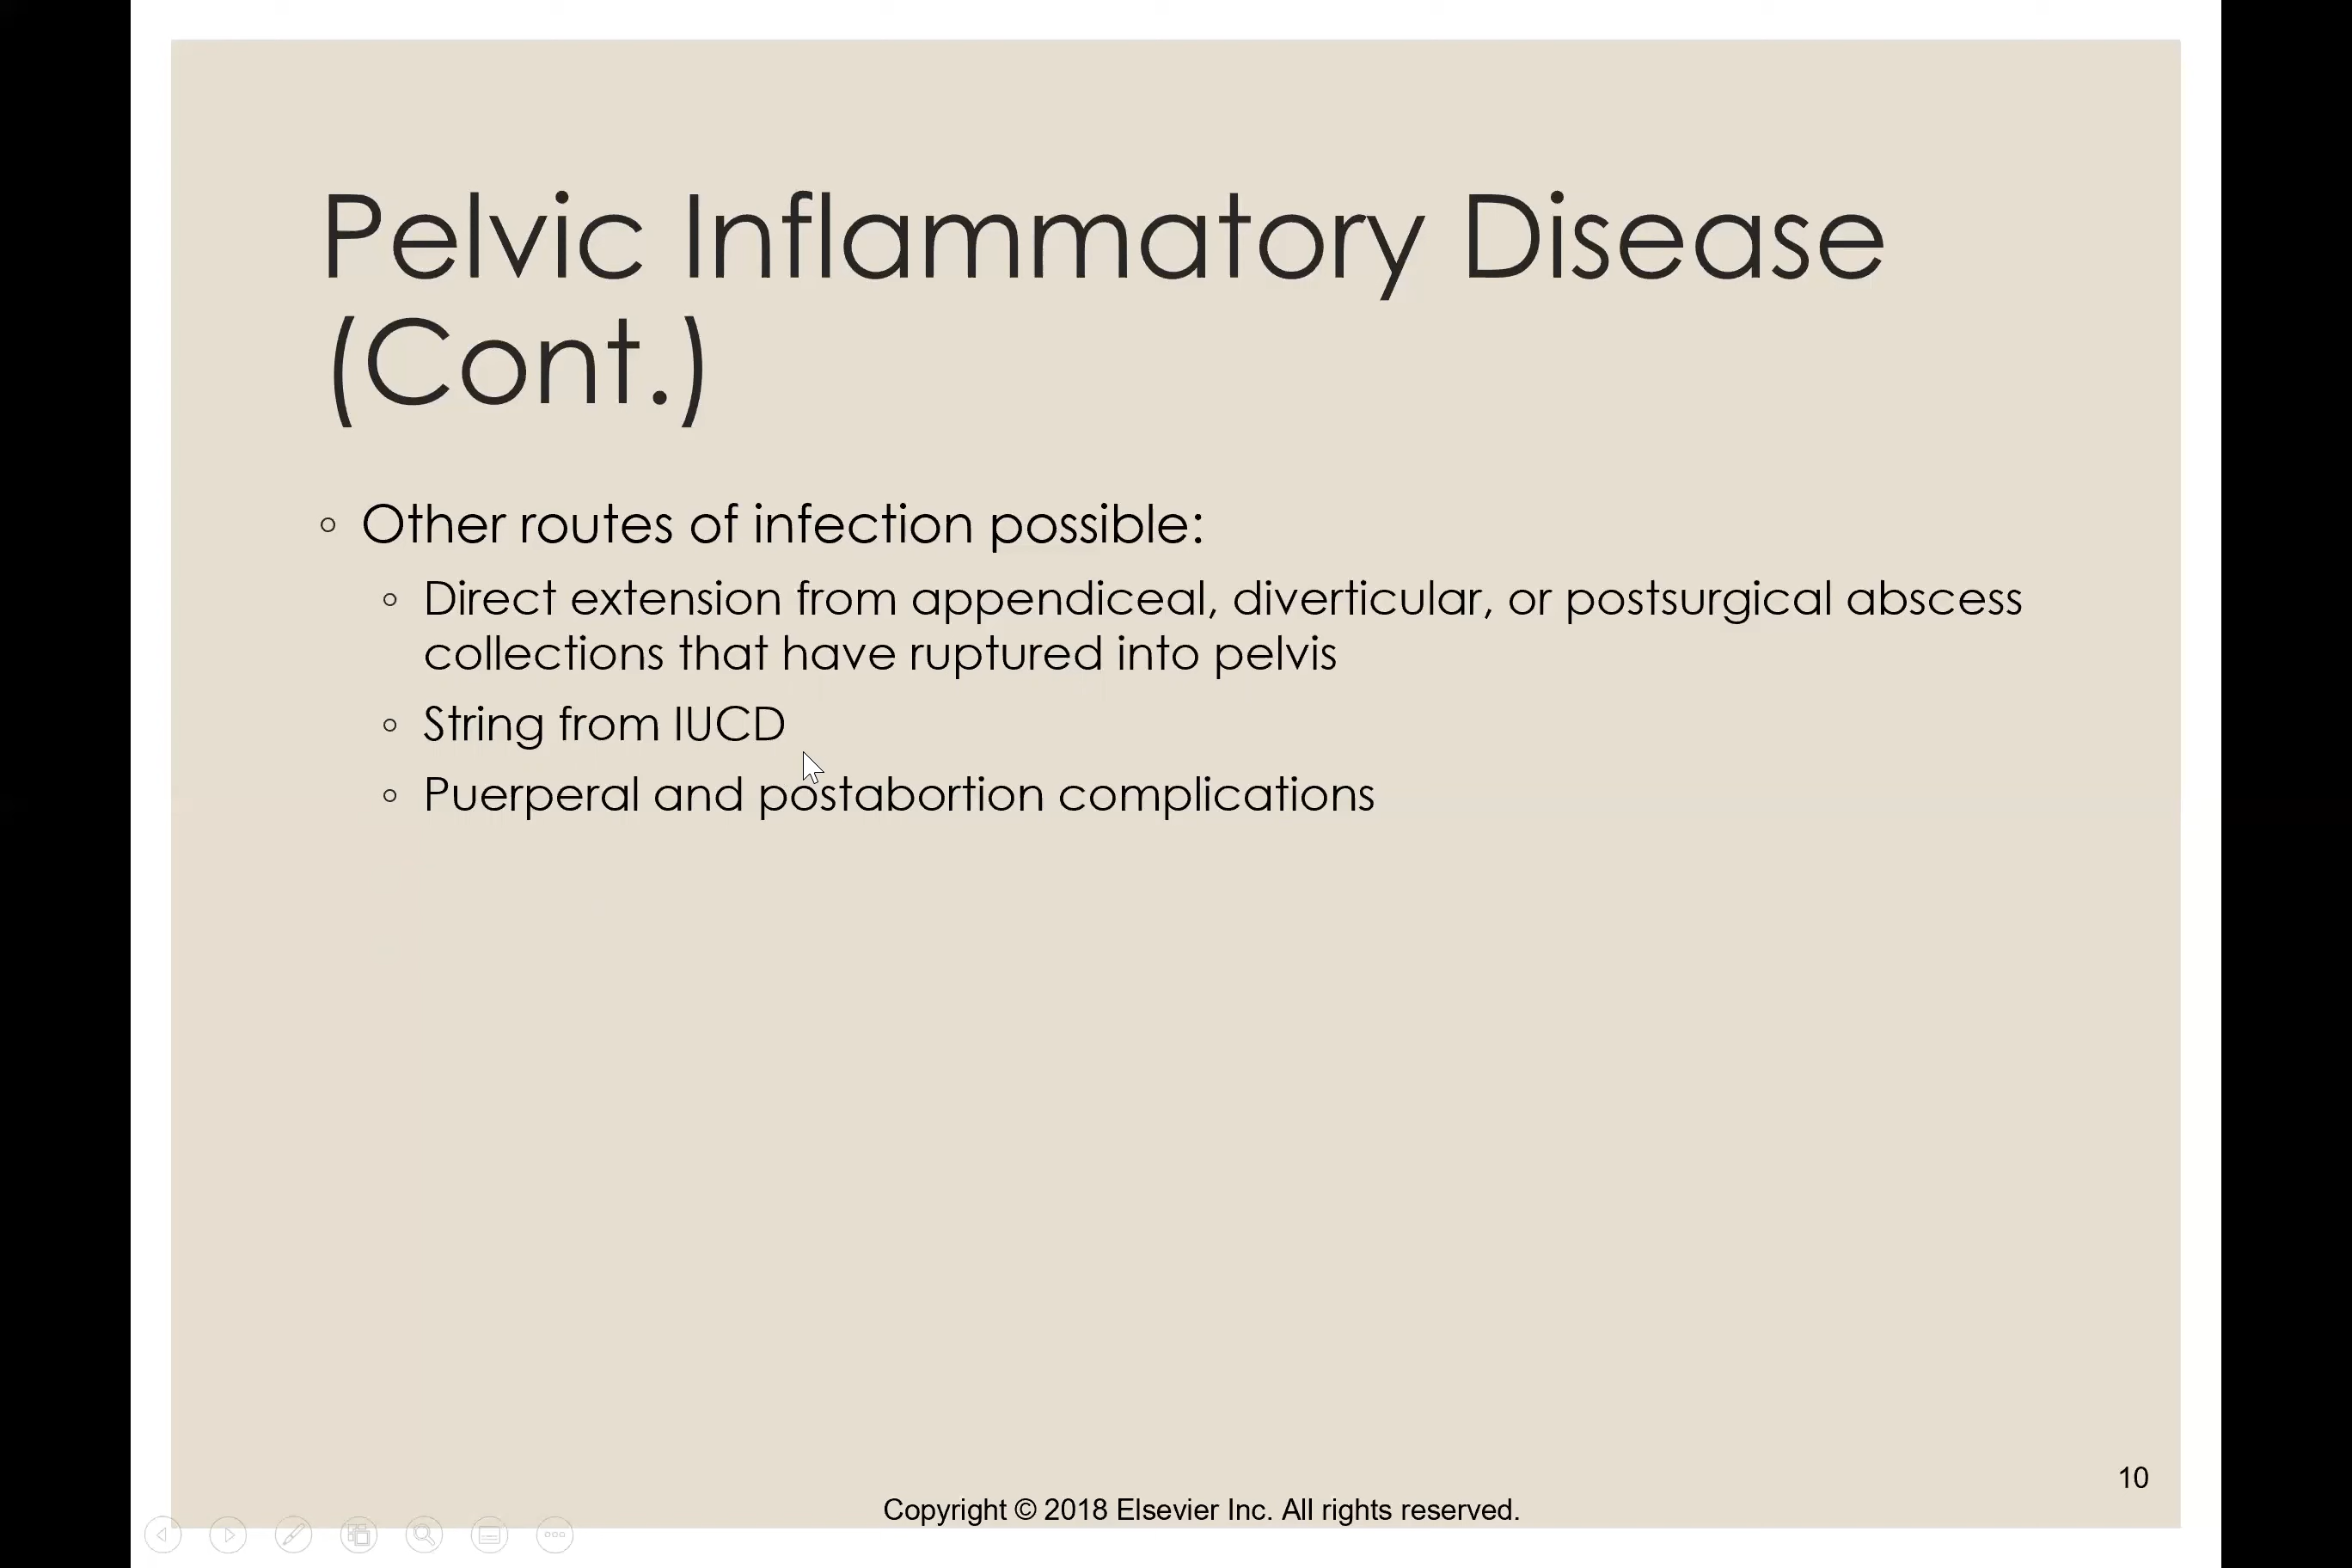 Pelvic Inflammatory Disease
(Cont.)
◦ Other routes of infection possible:
◦ Direct extension from appendiceal, diverticular, or postsurgical abscess
collections that have ruptured into pelvis
◦ String from IUCD
◦ Puerperal and postabortion complications
10
Copyright © 2018 Elsevier Inc. All rights reserved.